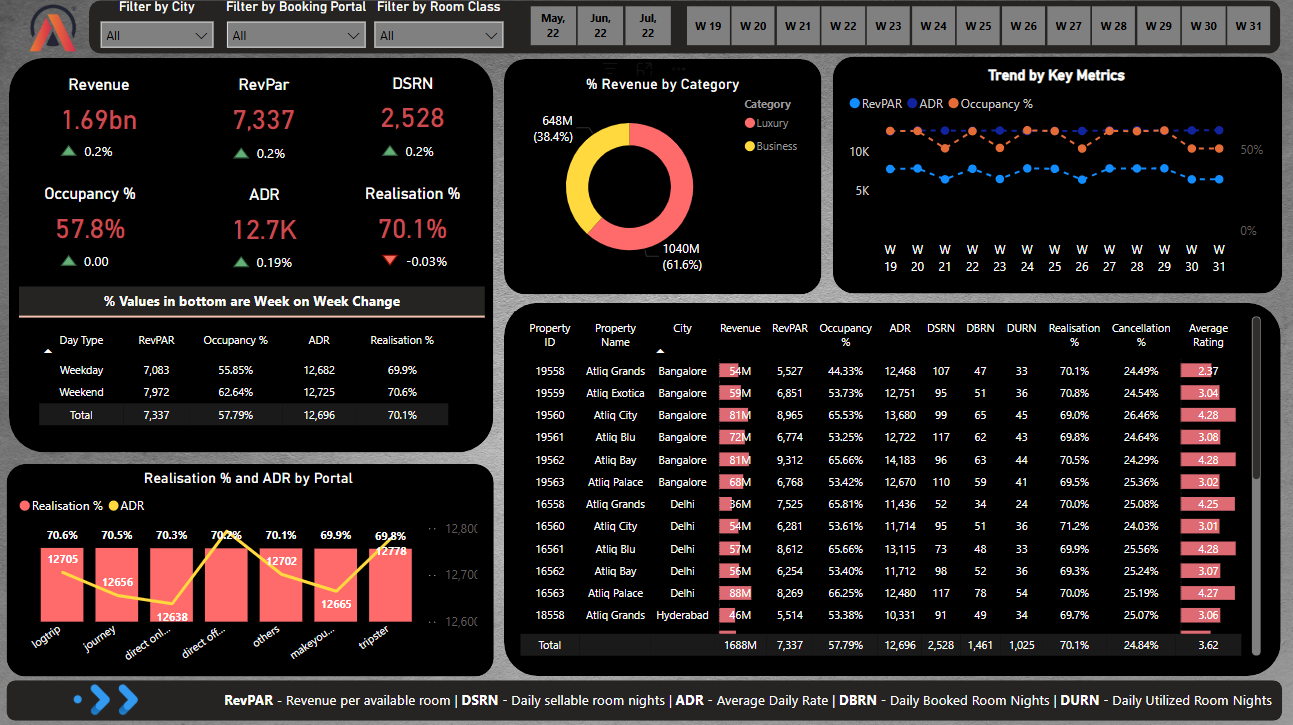 Filter by City Filter by Booking Portal Filter by Room Class
All All All
May, 22 Jun, 22 Jul, 22 W 19 W 20 W 21 W 22 W 23 W 24 W 25 W 26 W 27 W 28 W 29 W 30 W 31
Revenue RevPar DSRN
1.69bn 7,337 2,528
0.2% 0.2% 0.2%
Occupancy % ADR Realisation %
57.8% 12.7K 70.1%
0.00 0.19% -0.03%
% Values in bottom are Week on Week Change
Day Type RevPAR Occupancy % ADR Realisation %
Weekday 7,083 55.85% 12,682 69.9%
Weekend 7,972 62.64% 12,725 70.6%
Total 7,337 57.79% 12,696 70.1%
% Revenue by Category
Category
Luxury
Business
648M
(38.4%)
1040M
(61.6%)
Trend by Key Metrics
RevPAR ADR Occupancy %
10K 50%
5K
0%
W 19 W 20 W 21 W 22 W 23 W 24 W 25 W 26 W 27 W 28 W 29 W 30 W 31
Realisation % and ADR by Portal
Realisation % ADR
70.6% 70.5% 70.3% 70.2% 70.1% 69.9% 69.8%
12705 12656 12638 12702 12665 12778
12,800
12,700
12,600
logtrip journey direct onl... direct off... others makeyou... tripster
Property ID Property Name City Revenue RevPAR Occupancy % ADR DSRN DBRN DURN Realisation % Cancellation % Average Rating
19558 Atliq Grands Bangalore 54M 5,527 44.33% 12,468 107 47 33 70.1% 24.49% 2.37
19559 Atliq Exotica Bangalore 59M 6,851 53.73% 12,751 95 51 36 70.8% 24.54% 3.04
19560 Atliq City Bangalore 81M 8,965 65.53% 13,680 99 65 45 69.0% 26.46% 4.28
19561 Atliq Blu Bangalore 72M 6,774 53.25% 12,722 117 62 43 69.8% 24.64% 3.08
19562 Atliq Bay Bangalore 81M 9,312 65.66% 14,183 96 63 44 70.5% 24.29% 4.28
19563 Atliq Palace Bangalore 68M 6,768 53.42% 12,670 110 59 41 69.5% 25.36% 3.02
16558 Atliq Grands Delhi 36M 7,525 65.81% 11,436 52 34 24 70.0% 25.08% 4.25
16560 Atliq City Delhi 54M 6,281 53.61% 11,714 95 51 36 71.2% 24.03% 3.01
16561 Atliq Blu Delhi 57M 8,612 65.66% 13,115 73 48 33 69.9% 25.56% 4.28
16562 Atliq Bay Delhi 56M 6,254 53.40% 11,712 98 52 36 69.3% 25.24% 3.07
16563 Atliq Palace Delhi 88M 8,269 66.25% 12,480 117 78 54 70.0% 25.19% 4.27
18558 Atliq Grands Hyderabad 46M 5,514 53.38% 10,331 91 49 34 69.7% 25.07% 3.06
Total 1688M 7,337 57.79% 12,696 2,528 1,461 1,025 70.1% 24.84% 3.62
RevPAR - Revenue per available room | DSRN - Daily sellable room nights | ADR - Average Daily Rate | DBRN - Daily Booked Room Nights | DURN - Daily Utilized Room Nights